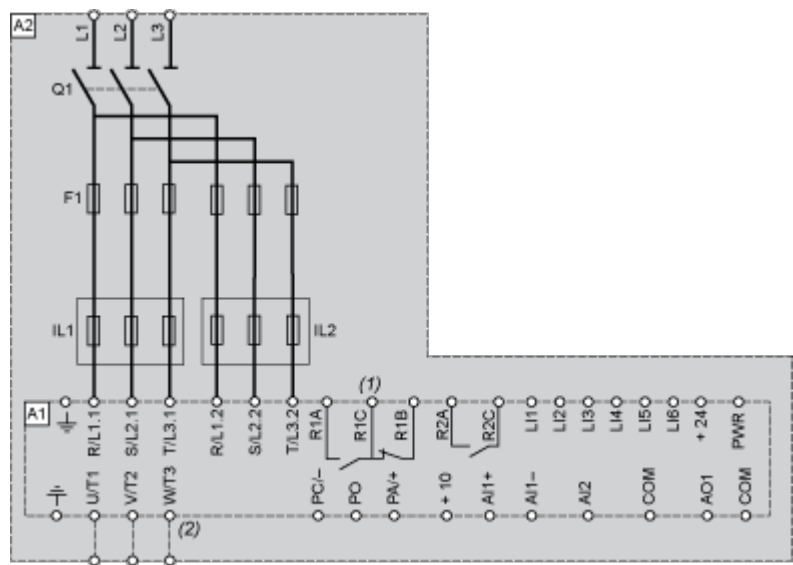 A2
L1
L2
L3
Q1
F1
IL1
IL2
A1
(1)
R/L1.1
S/L2.1
T/L3.1
R/L1.2
S/L2.2
T/L3.2
R1A
R1C
R1B
R2A
R2C
LI1
LI2
LI3
LI4
LI5
LI6
+ 24
PWR
U/T1
V/T2
W/T3
(2)
PC/–
PO
PA/+
+ 10
AI1+
AI1–
AI2
COM
AO1
COM